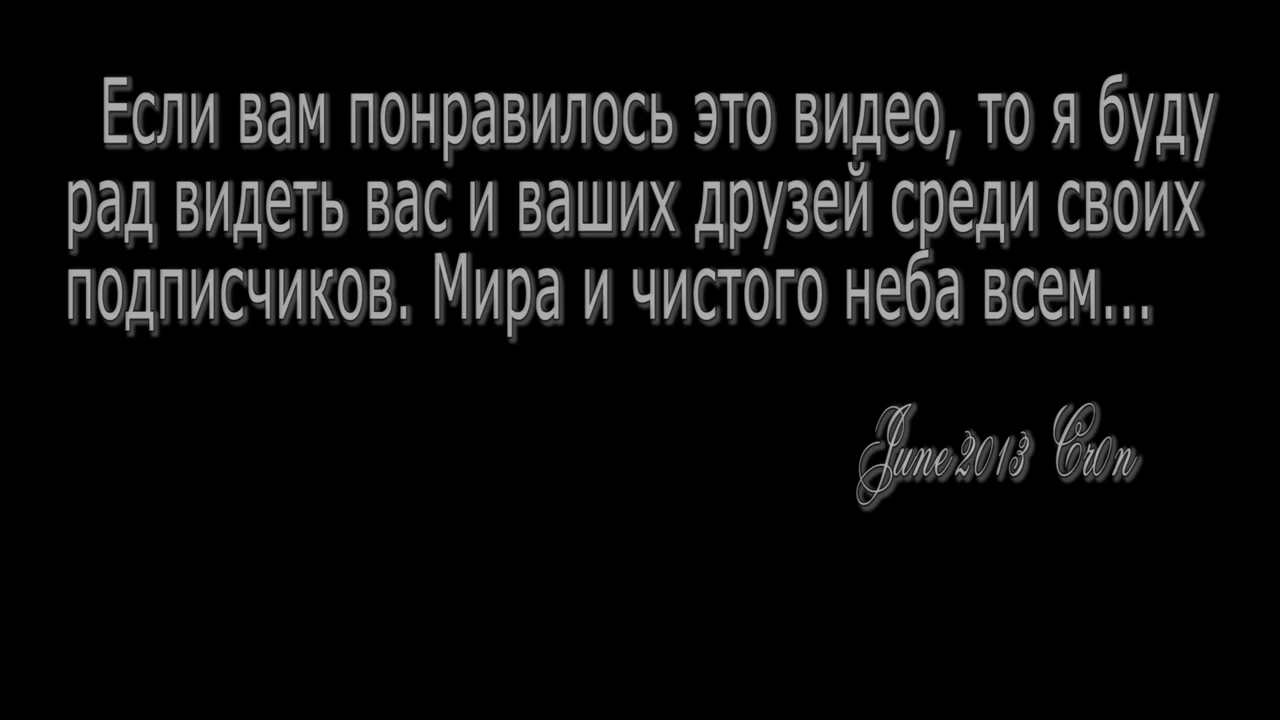 Если вам понравилось это видео, то я буду
рад видеть вас и ваших друзей среди своих
подписчиков. Мира и чистого неба всем...
June 2013 Cr0n